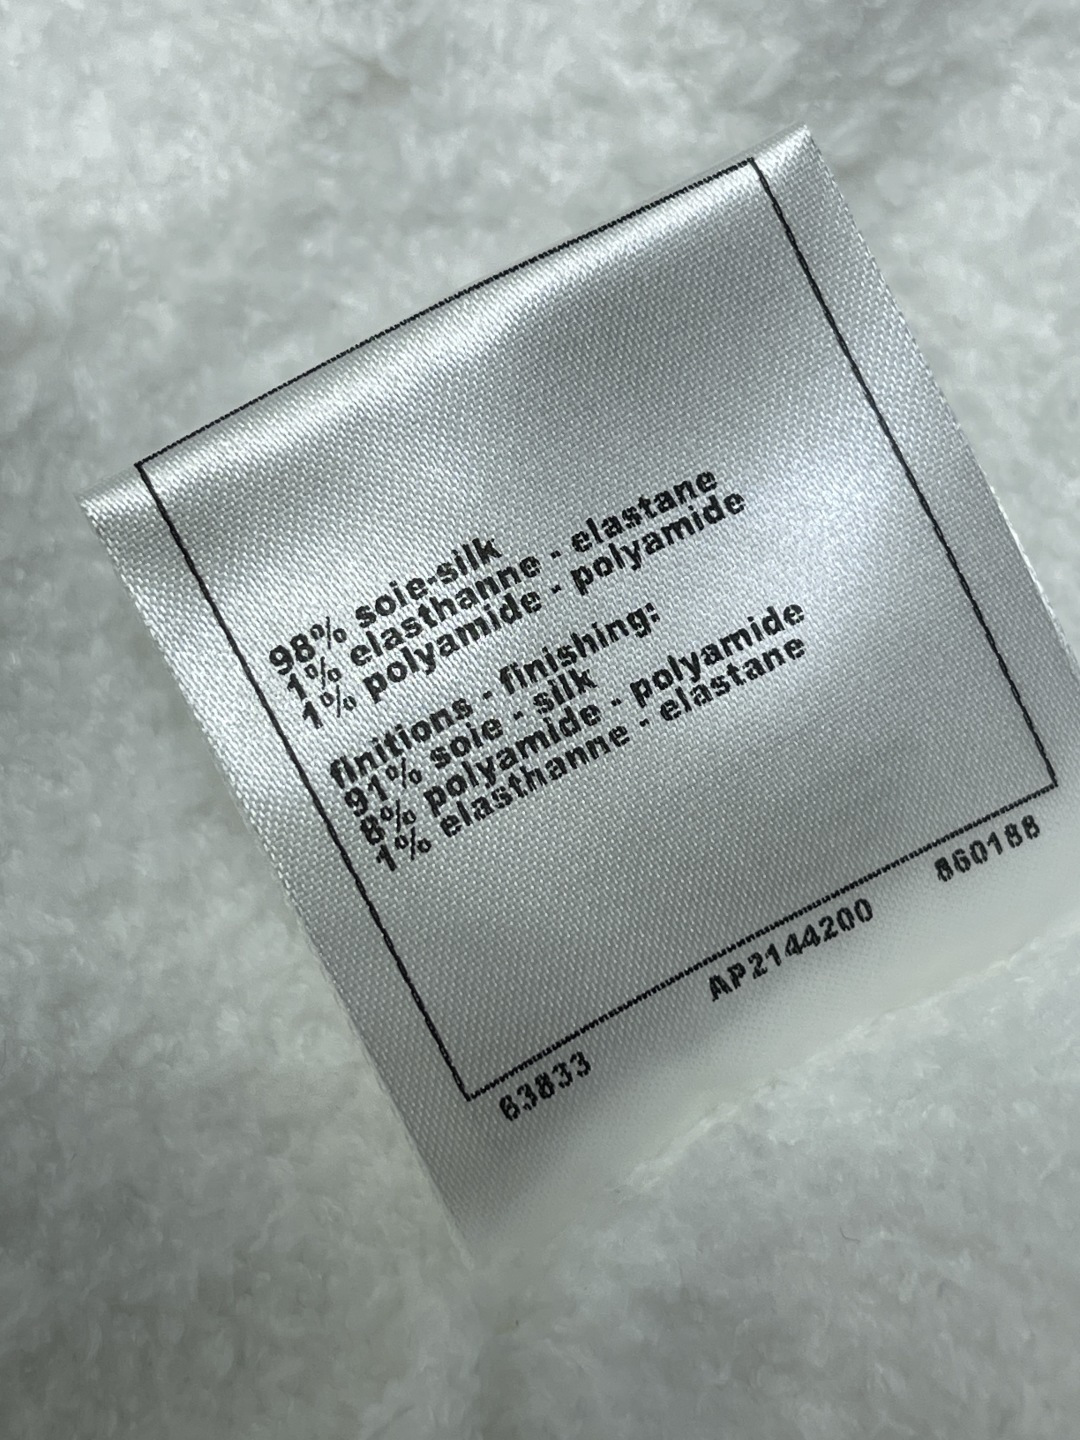 98% soie-silk
1% elasthanne - elastane
1% polyamide - polyamide
finitions - finishing:
91% soie - silk
8% polyamide - polyamide
1% elasthanne - elastane
63833 AP2144200 860188